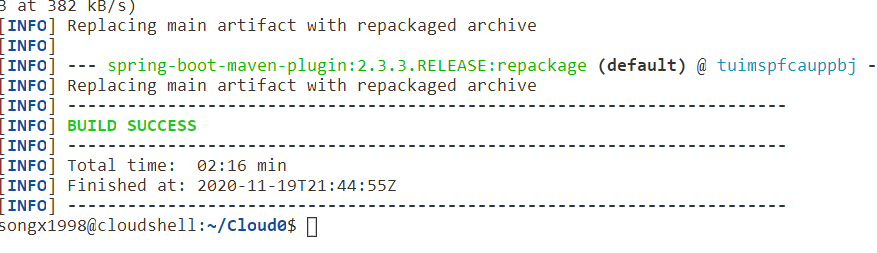 3 at 382 kB/s)
[INFO] Replacing main artifact with repackaged archive
[INFO]
[INFO] --- spring-boot-maven-plugin:2.3.3.RELEASE:repackage (default) @ tuimspfcauppbj -
[INFO] Replacing main artifact with repackaged archive
[INFO] ------------------------------------------------------------------------
[INFO] BUILD SUCCESS
[INFO] ------------------------------------------------------------------------
[INFO] Total time:  02:16 min
[INFO] Finished at: 2020-11-19T21:44:55Z
[INFO] ------------------------------------------------------------------------
songx1998@cloudshell:~/Cloud0$